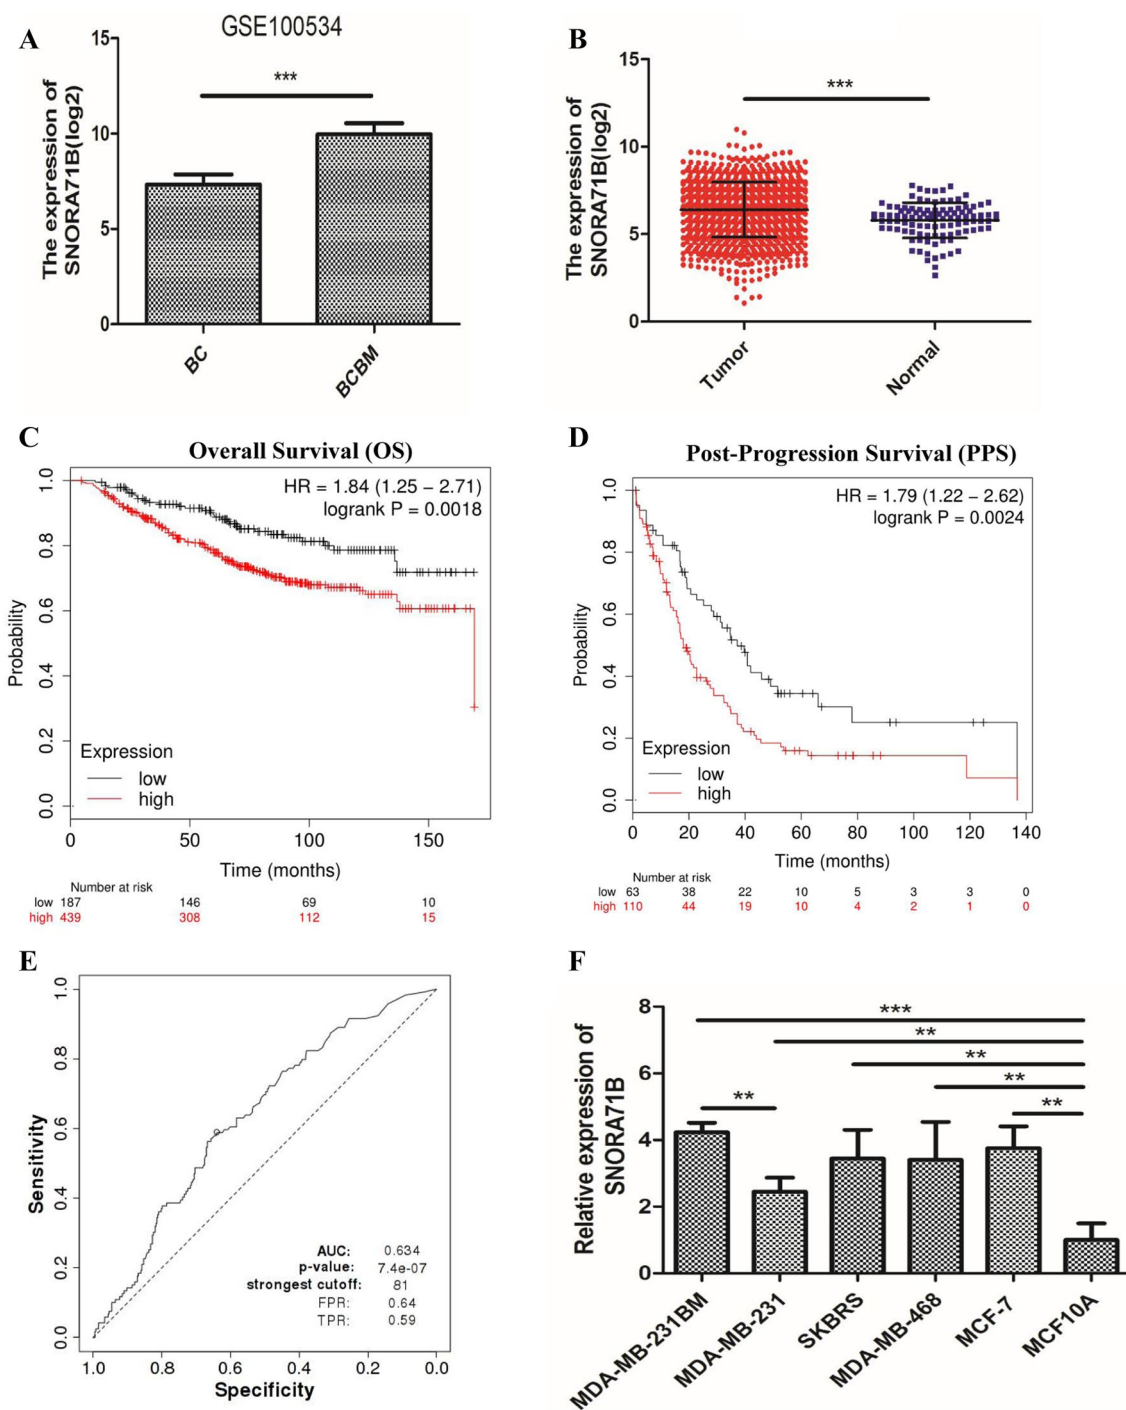 A
GSE100534
The expression of
SNORA71B(log2)
15
10
5
0
***
BC
BCBM
B
The expression of
SNORA71B(log2)
15
10
5
0
***
Tumor
Normal
C
Overall Survival (OS)
HR = 1.84 (1.25 − 2.71)
logrank P = 0.0018
Probability
1.0
0.8
0.6
0.4
0.2
0.0
Expression
low
high
0 50 100 150
Time (months)
Number at risk
low 187 146 69 10
high 439 308 112 15
D
Post-Progression Survival (PPS)
HR = 1.79 (1.22 − 2.62)
logrank P = 0.0024
Probability
1.0
0.8
0.6
0.4
0.2
0.0
Expression
low
high
0 20 40 60 80 100 120 140
Time (months)
Number at risk
low 63 38 22 10 5 3 3 0
high 110 44 19 10 4 2 1 0
E
Sensitivity
1.0
0.8
0.6
0.4
0.2
0.0
AUC: 0.634
p-value: 7.4e-07
strongest cutoff: 81
FPR: 0.64
TPR: 0.59
1.0 0.8 0.6 0.4 0.2 0.0
Specificity
F
Relative expression of
SNORA71B
8
6
4
2
0
***
**
**
**
**
**
MDA-MB-231BM
MDA-MB-231
SKBRS
MDA-MB-468
MCF-7
MCF10A